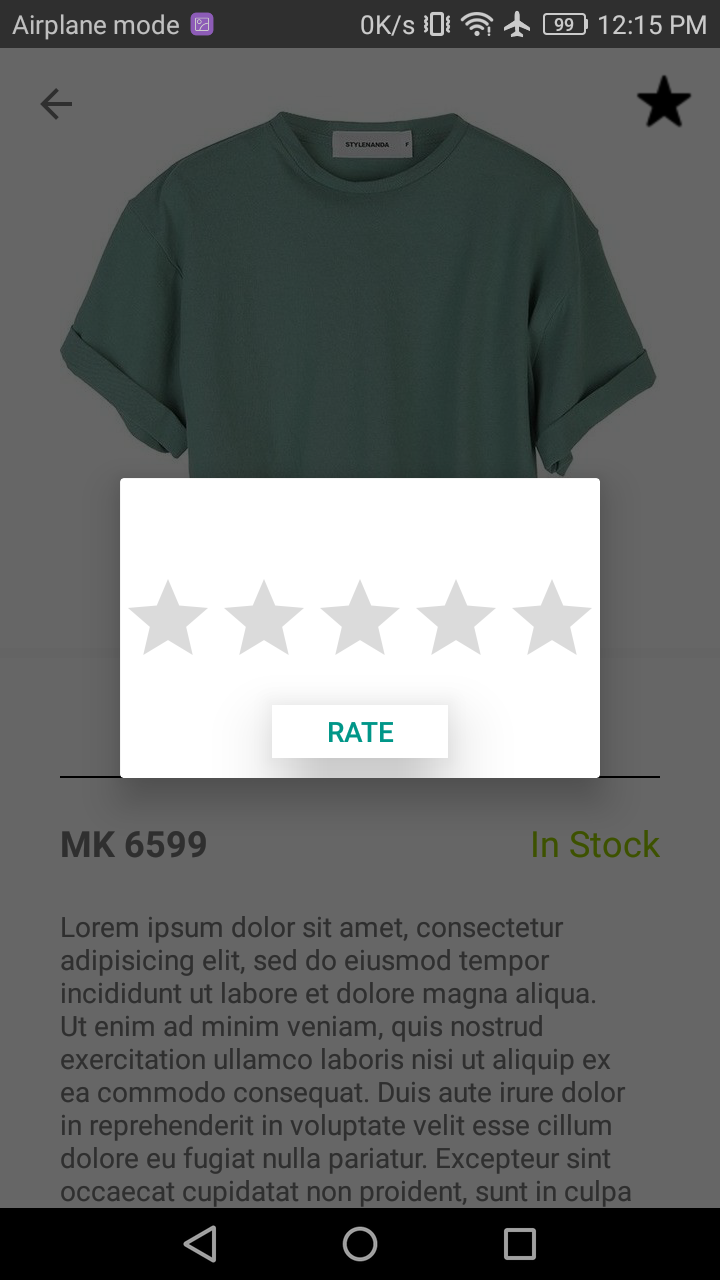 Airplane mode 0K/s 99 12:15 PM
STYLENANDA F
RATE
MK 6599 In Stock
Lorem ipsum dolor sit amet, consectetur
adipisicing elit, sed do eiusmod tempor
incididunt ut labore et dolore magna aliqua.
Ut enim ad minim veniam, quis nostrud
exercitation ullamco laboris nisi ut aliquip ex
ea commodo consequat. Duis aute irure dolor
in reprehenderit in voluptate velit esse cillum
dolore eu fugiat nulla pariatur. Excepteur sint
occaecat cupidatat non proident, sunt in culpa